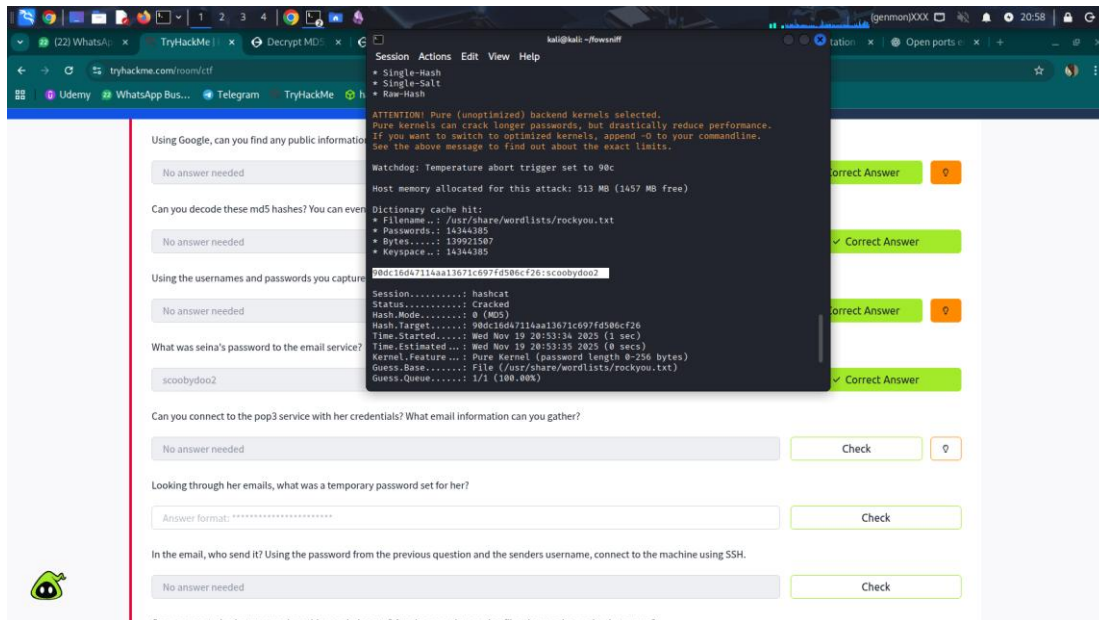 1 2 3 4
(genmon)XXX
20:58
(22) WhatsAp
TryHackMe |
Decrypt MD5
kali@kali: ~/fowsniff
tation
Open ports
tryhackme.com/room/ctf
Session Actions Edit View Help
Udemy
WhatsApp Bus...
Telegram
TryHackMe
* Single-Hash
* Single-Salt
* Raw-Hash
ATTENTION! Pure (unoptimized) backend kernels selected.
Pure kernels can crack longer passwords, but drastically reduce performance.
If you want to switch to optimized kernels, append -O to your commandline.
See the above message to find out about the exact limits.
Watchdog: Temperature abort trigger set to 90c
Host memory allocated for this attack: 513 MB (1457 MB free)
Dictionary cache hit:
* Filename..: /usr/share/wordlists/rockyou.txt
* Passwords.: 14344385
* Bytes.....: 139921507
* Keyspace..: 14344385
90dc16d47114aa13671c697fd506cf26:scoobydoo2
Session..........: hashcat
Status...........: Cracked
Hash.Mode........: 0 (MD5)
Hash.Target......: 90dc16d47114aa13671c697fd506cf26
Time.Started.....: Wed Nov 19 20:53:34 2025 (1 sec)
Time.Estimated...: Wed Nov 19 20:53:35 2025 (0 secs)
Kernel.Feature...: Pure Kernel (password length 0-256 bytes)
Guess.Base.......: File (/usr/share/wordlists/rockyou.txt)
Guess.Queue......: 1/1 (100.00%)
Using Google, can you find any public informatio
No answer needed
orrect Answer
Can you decode these md5 hashes? You can even
No answer needed
✓ Correct Answer
Using the usernames and passwords you capture
No answer needed
orrect Answer
What was seina's password to the email service?
scoobydoo2
✓ Correct Answer
Can you connect to the pop3 service with her credentials? What email information can you gather?
No answer needed
Check
Looking through her emails, what was a temporary password set for her?
Answer format: ***********************
Check
In the email, who send it? Using the password from the previous question and the senders username, connect to the machine using SSH.
No answer needed
Check